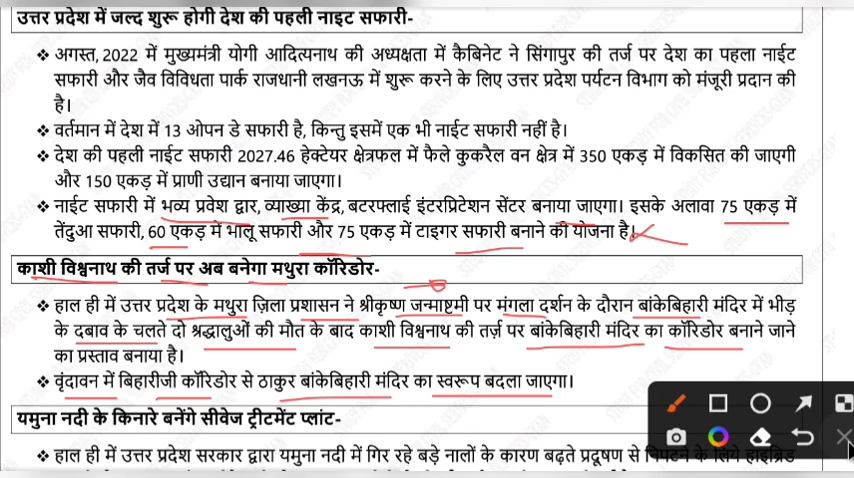 उत्तर प्रदेश में जल्द शुरू होगी देश की पहली नाइट सफारी-
❖ अगस्त, 2022 में मुख्यमंत्री योगी आदित्यनाथ की अध्यक्षता में कैबिनेट ने सिंगापुर की तर्ज पर देश का पहला नाईट
सफारी और जैव विविधता पार्क राजधानी लखनऊ में शुरू करने के लिए उत्तर प्रदेश पर्यटन विभाग को मंजूरी प्रदान की
है।
❖ वर्तमान में देश में 13 ओपन डे सफारी है, किन्तु इसमें एक भी नाईट सफारी नहीं है।
❖ देश की पहली नाईट सफारी 2027.46 हेक्टेयर क्षेत्रफल में फैले कुकरैल वन क्षेत्र में 350 एकड़ में विकसित की जाएगी
और 150 एकड़ में प्राणी उद्यान बनाया जाएगा।
❖ नाईट सफारी में भव्य प्रवेश द्वार, व्याख्या केंद्र, बटरफ्लाई इंटरप्रिटेशन सेंटर बनाया जाएगा। इसके अलावा 75 एकड़ में
तेंदुआ सफारी, 60 एकड़ में भालू सफारी और 75 एकड़ में टाइगर सफारी बनाने की योजना है।
काशी विश्वनाथ की तर्ज पर अब बनेगा मथुरा कॉरिडोर-
❖ हाल ही में उत्तर प्रदेश के मथुरा ज़िला प्रशासन ने श्रीकृष्ण जन्माष्टमी पर मंगला दर्शन के दौरान बांकेबिहारी मंदिर में भीड़
के दबाव के चलते दो श्रद्धालुओं की मौत के बाद काशी विश्वनाथ की तर्ज़ पर बांकेबिहारी मंदिर का कॉरिडोर बनाने जाने
का प्रस्ताव बनाया है।
❖ वृंदावन में बिहारीजी कॉरिडोर से ठाकुर बांकेबिहारी मंदिर का स्वरूप बदला जाएगा।
यमुना नदी के किनारे बनेंगे सीवेज ट्रीटमेंट प्लांट-
❖ हाल ही में उत्तर प्रदेश सरकार द्वारा यमुना नदी में गिर रहे बड़े नालों के कारण बढ़ते प्रदूषण से निपटने के लिये हाइब्रिड